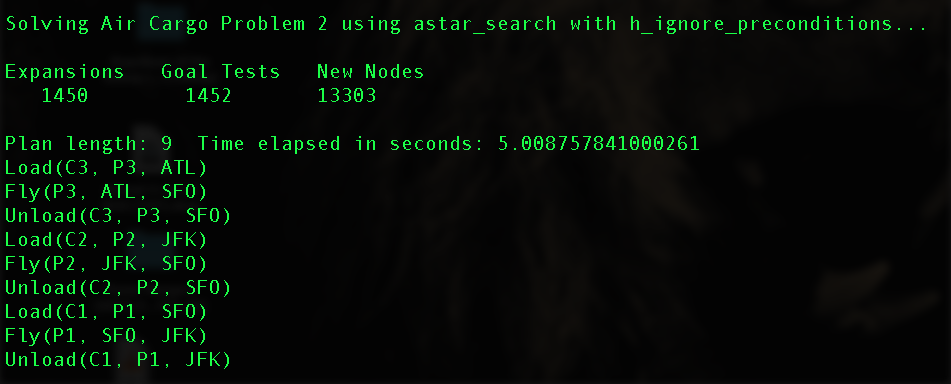 Solving Air Cargo Problem 2 using astar_search with h_ignore_preconditions...
Expansions   Goal Tests   New Nodes
1450        1452       13303
Plan length: 9  Time elapsed in seconds: 5.008757841000261
Load(C3, P3, ATL)
Fly(P3, ATL, SFO)
Unload(C3, P3, SFO)
Load(C2, P2, JFK)
Fly(P2, JFK, SFO)
Unload(C2, P2, SFO)
Load(C1, P1, SFO)
Fly(P1, SFO, JFK)
Unload(C1, P1, JFK)